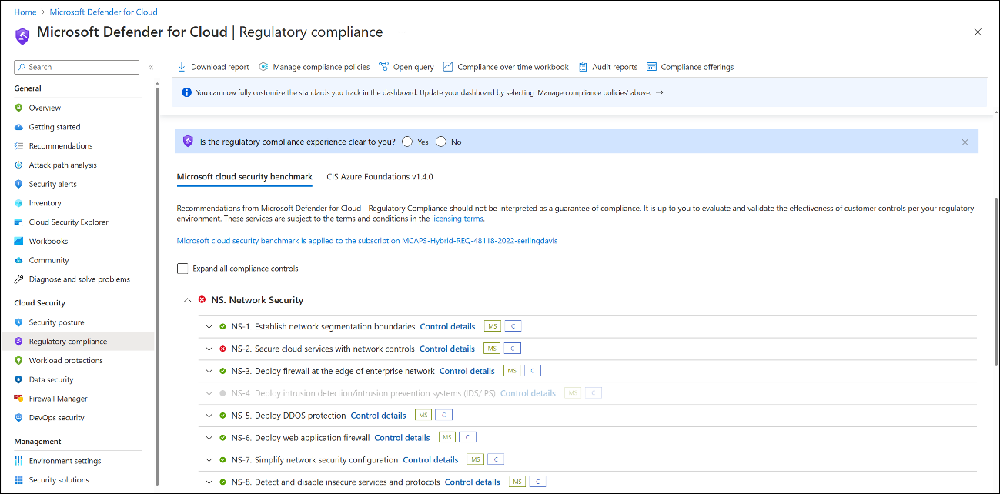 Home > Microsoft Defender for Cloud
Microsoft Defender for Cloud | Regulatory compliance ...
Search
«
General
Overview
Getting started
Recommendations
Attack path analysis
Security alerts
Inventory
Cloud Security Explorer
Workbooks
Community
Diagnose and solve problems
Cloud Security
Security posture
Regulatory compliance
Workload protections
Data security
Firewall Manager
DevOps security
Management
Environment settings
Security solutions
Download report Manage compliance policies Open query Compliance over time workbook Audit reports Compliance offerings
You can now fully customize the standards you track in the dashboard. Update your dashboard by selecting 'Manage compliance policies' above. →
Is the regulatory compliance experience clear to you? Yes No
Microsoft cloud security benchmark CIS Azure Foundations v1.4.0
Recommendations from Microsoft Defender for Cloud - Regulatory Compliance should not be interpreted as a guarantee of compliance. It is up to you to evaluate and validate the effectiveness of customer controls per your regulatory
environment. These services are subject to the terms and conditions in the licensing terms.
Microsoft cloud security benchmark is applied to the subscription MCAPS-Hybrid-REQ-48118-2022-serlingdavis
Expand all compliance controls
NS. Network Security
NS-1. Establish network segmentation boundaries Control details MS C
NS-2. Secure cloud services with network controls Control details MS C
NS-3. Deploy firewall at the edge of enterprise network Control details MS C
NS-4. Deploy intrusion detection/intrusion prevention systems (IDS/IPS) Control details MS C
NS-5. Deploy DDOS protection Control details MS C
NS-6. Deploy web application firewall Control details MS C
NS-7. Simplify network security configuration Control details MS C
NS-8. Detect and disable insecure services and protocols Control details MS C